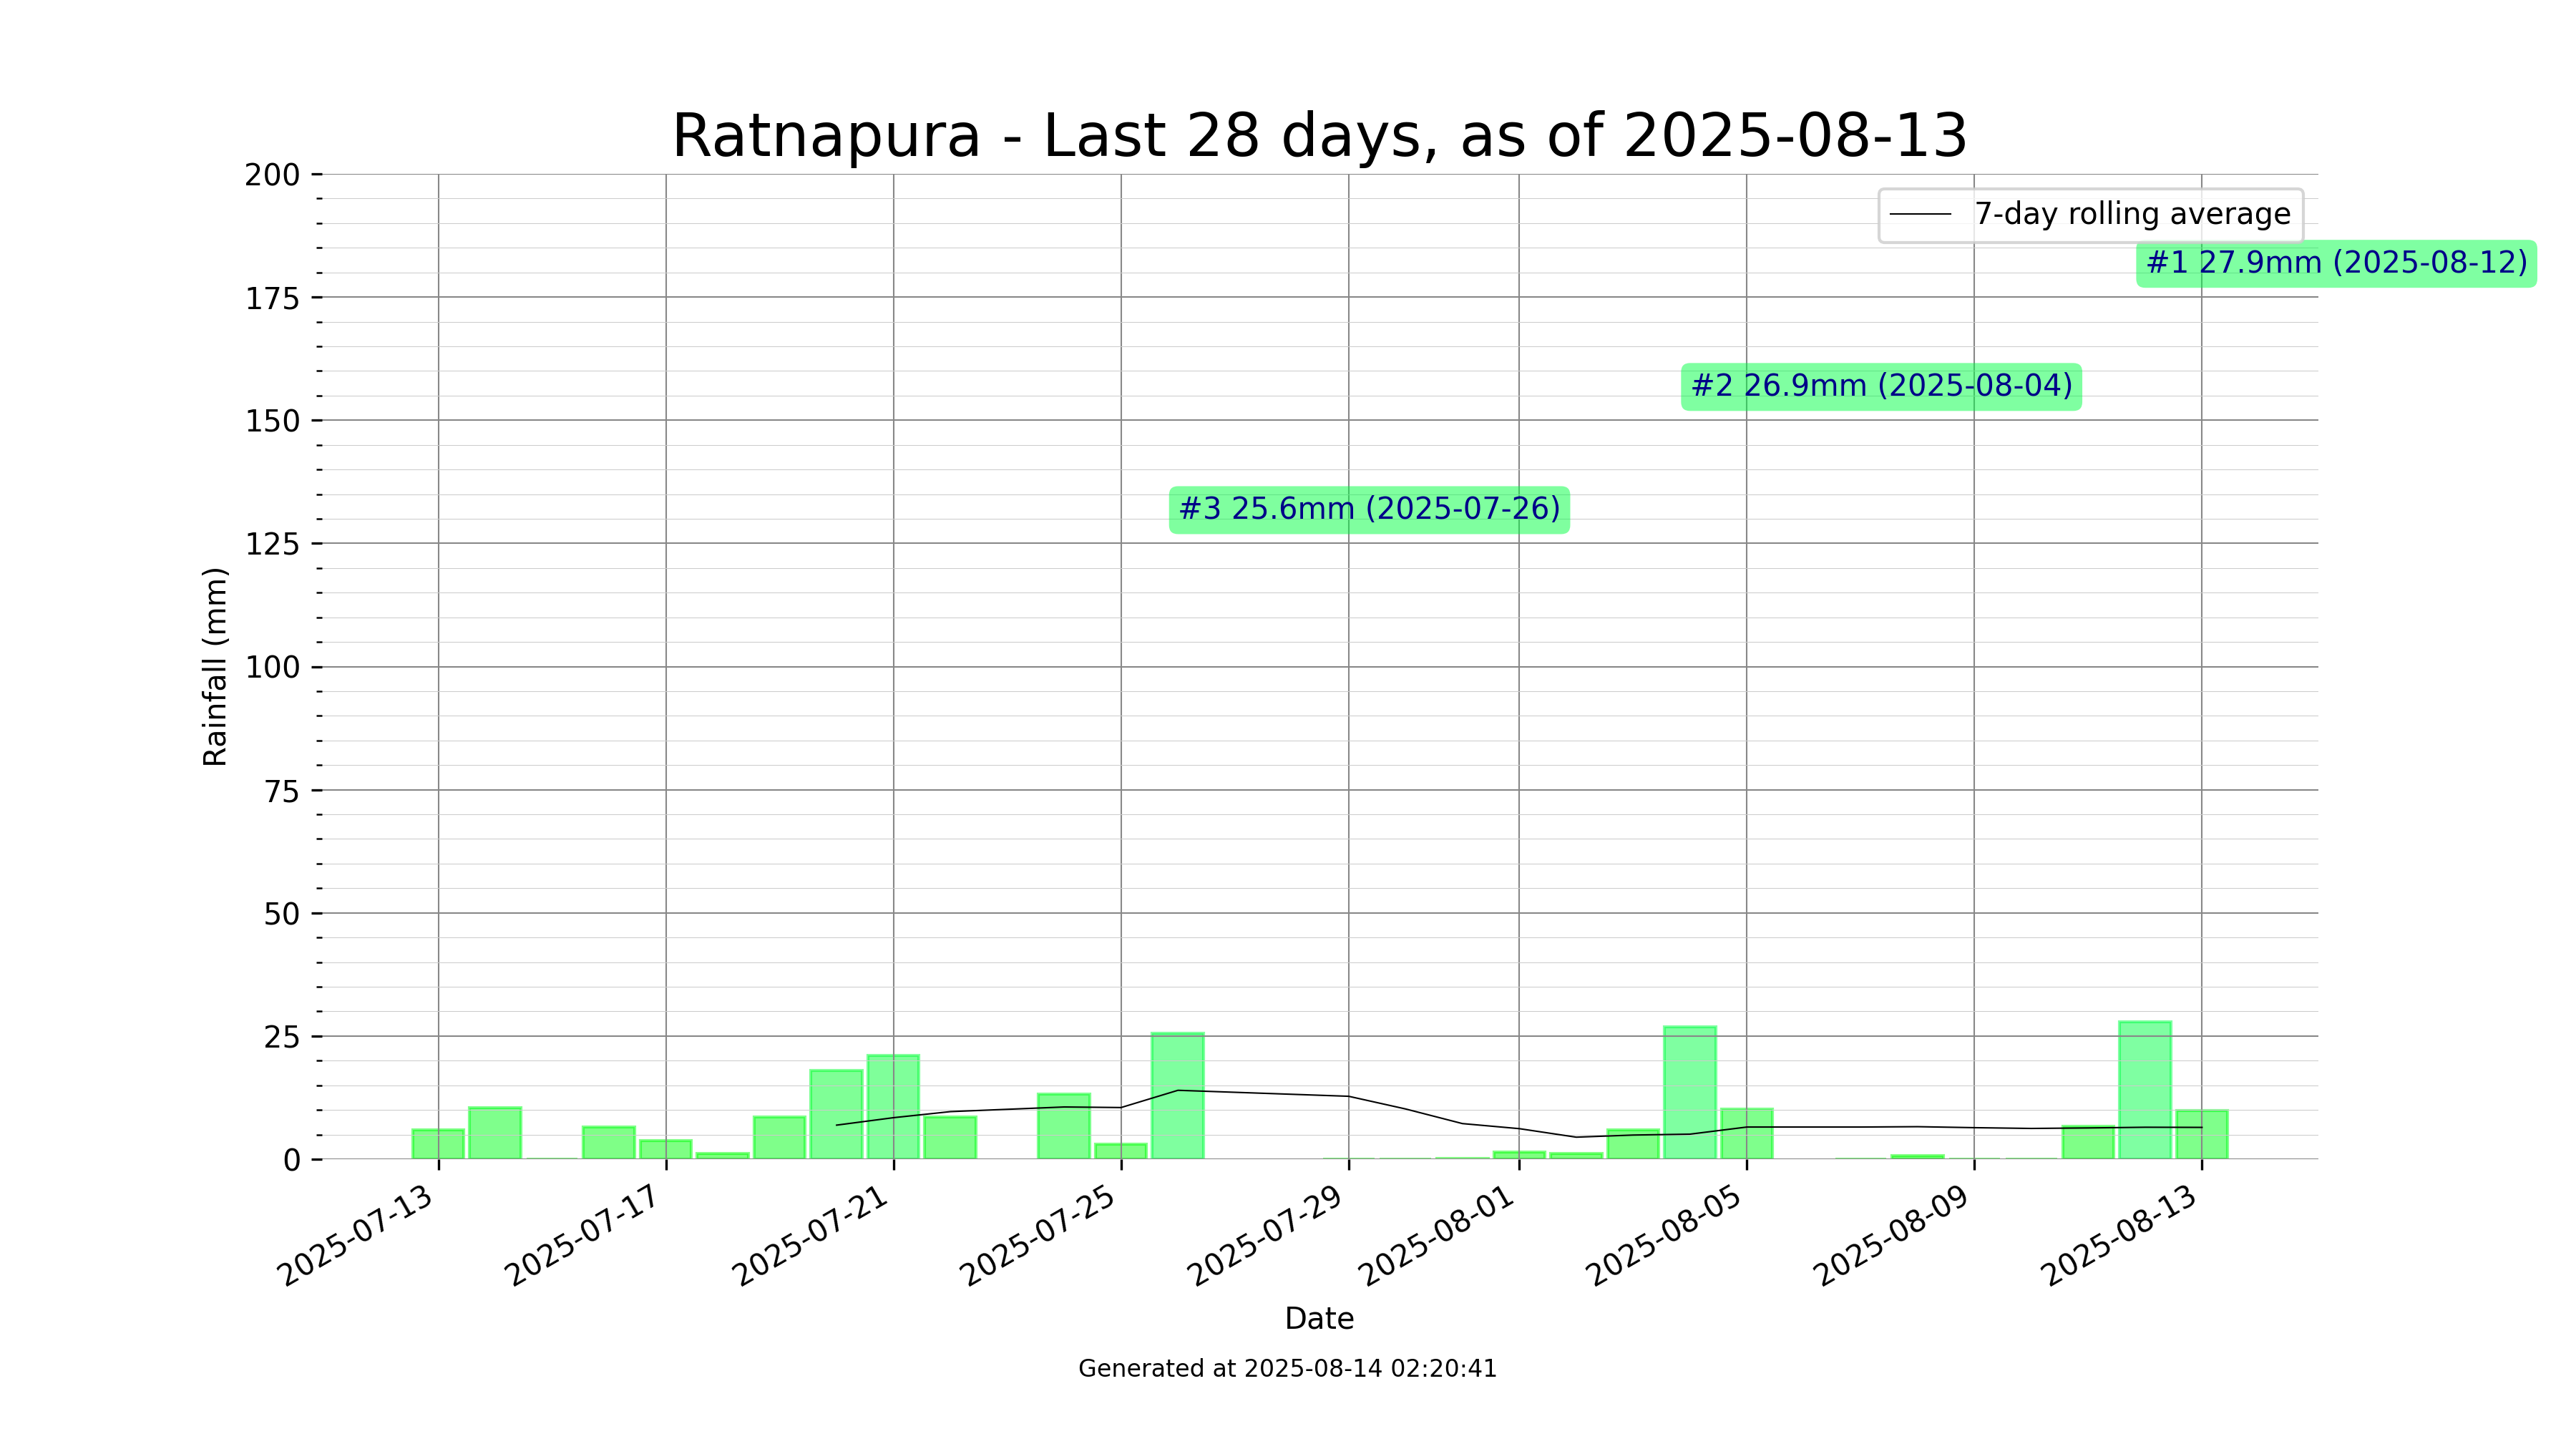 Ratnapura - Last 28 days, as of 2025-08-13
200
175
150
125
100
75
50
25
0
Rainfall (mm)
7-day rolling average
#1 27.9mm (2025-08-12)
#2 26.9mm (2025-08-04)
#3 25.6mm (2025-07-26)
2025-07-13
2025-07-17
2025-07-21
2025-07-25
2025-07-29
2025-08-01
2025-08-05
2025-08-09
2025-08-13
Date
Generated at 2025-08-14 02:20:41